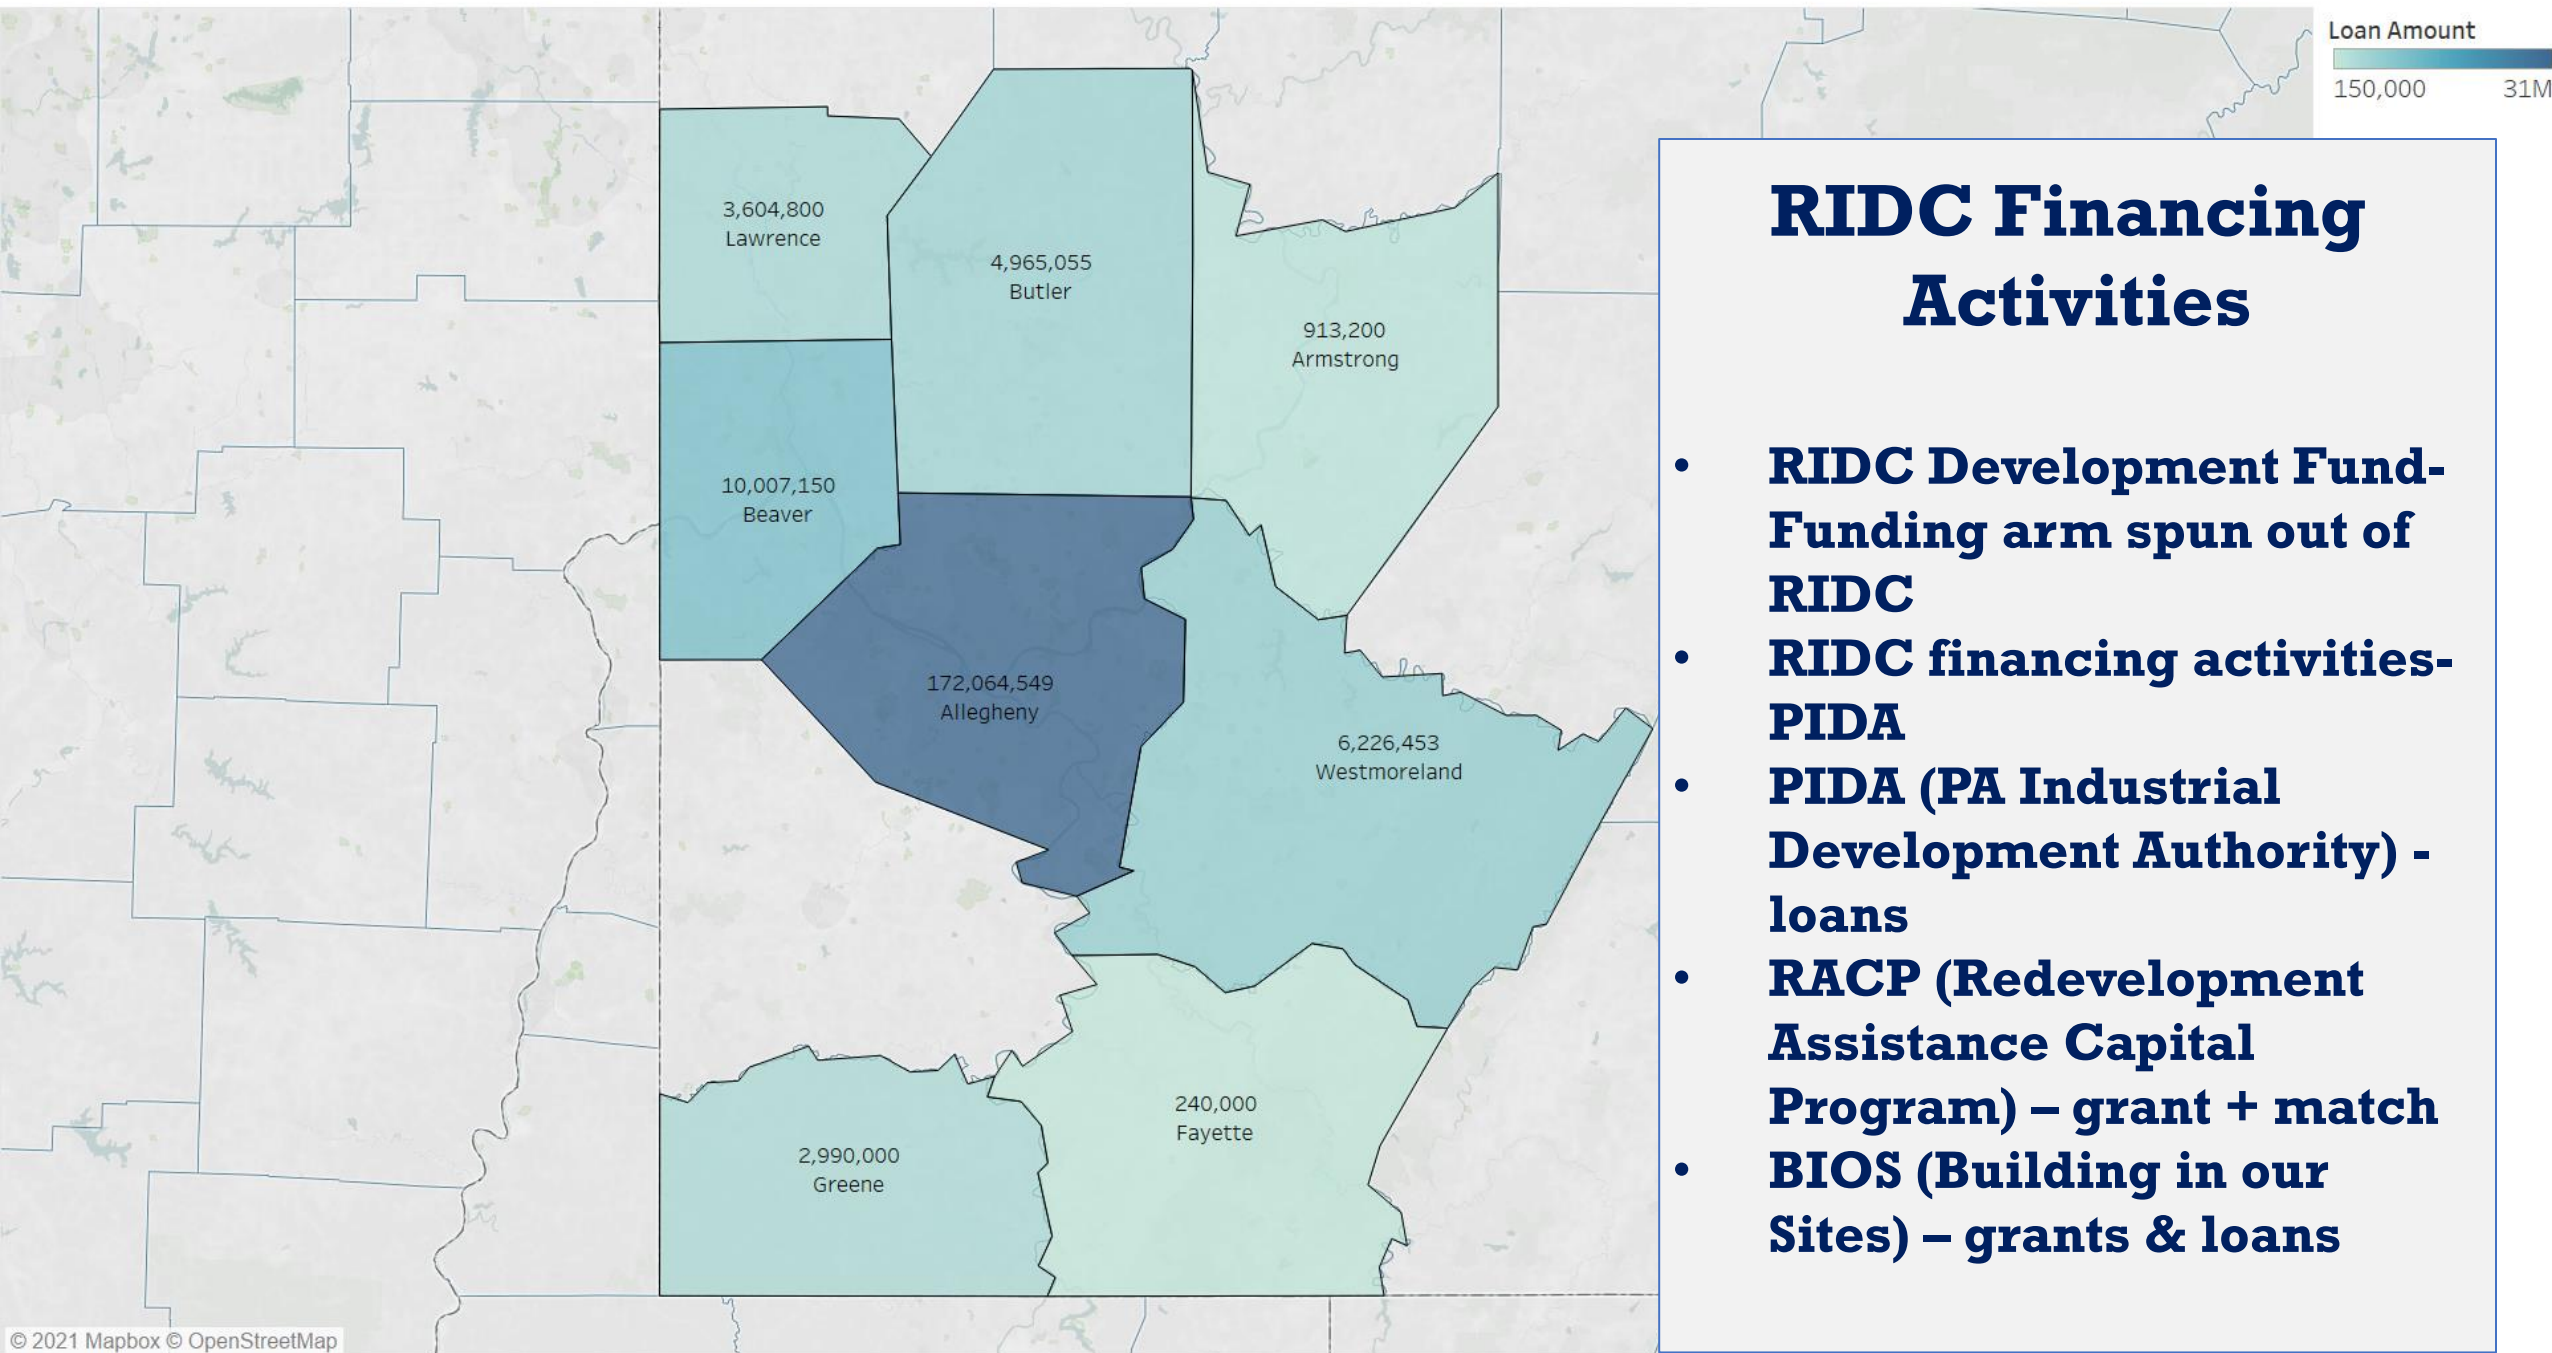 Loan Amount
150,000 31M
3,604,800
Lawrence
4,965,055
Butler
913,200
Armstrong
10,007,150
Beaver
172,064,549
Allegheny
6,226,453
Westmoreland
2,990,000
Greene
240,000
Fayette
© 2021 Mapbox © OpenStreetMap
RIDC Financing
Activities
• RIDC Development Fund-
Funding arm spun out of
RIDC
• RIDC financing activities-
PIDA
• PIDA (PA Industrial
Development Authority) -
loans
• RACP (Redevelopment
Assistance Capital
Program) – grant + match
• BIOS (Building in our
Sites) – grants & loans